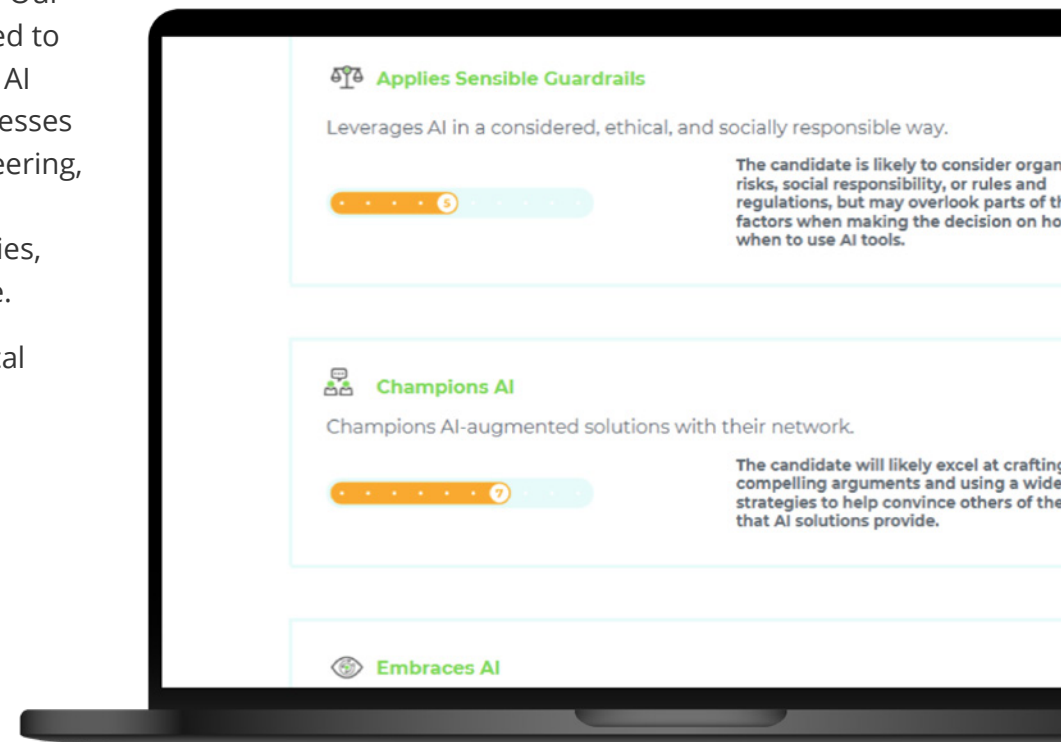 Our
ed to
AI
esses
eering,
ies,
e.
tal
Applies Sensible Guardrails
Leverages AI in a considered, ethical, and socially responsible way.
5
The candidate is likely to consider organ
risks, social responsibility, or rules and
regulations, but may overlook parts of th
factors when making the decision on ho
when to use AI tools.
Champions AI
Champions AI-augmented solutions with their network.
7
The candidate will likely excel at crafting
compelling arguments and using a wide
strategies to help convince others of the
that AI solutions provide.
Embraces AI